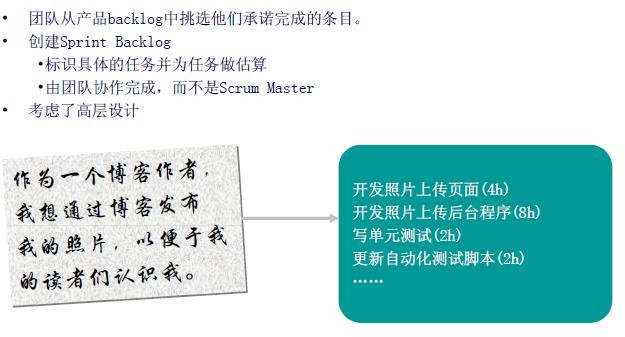 • 团队从产品backlog中挑选他们承诺完成的条目。
• 创建Sprint Backlog
•标识具体的任务并为任务做估算
•由团队协作完成，而不是Scrum Master
• 考虑了高层设计
作为一个博客作者，
我想通过博客发布
我的照片，以便于我
的读者们认识我。
开发照片上传页面(4h)
开发照片上传后台程序(8h)
写单元测试(2h)
更新自动化测试脚本(2h)
……